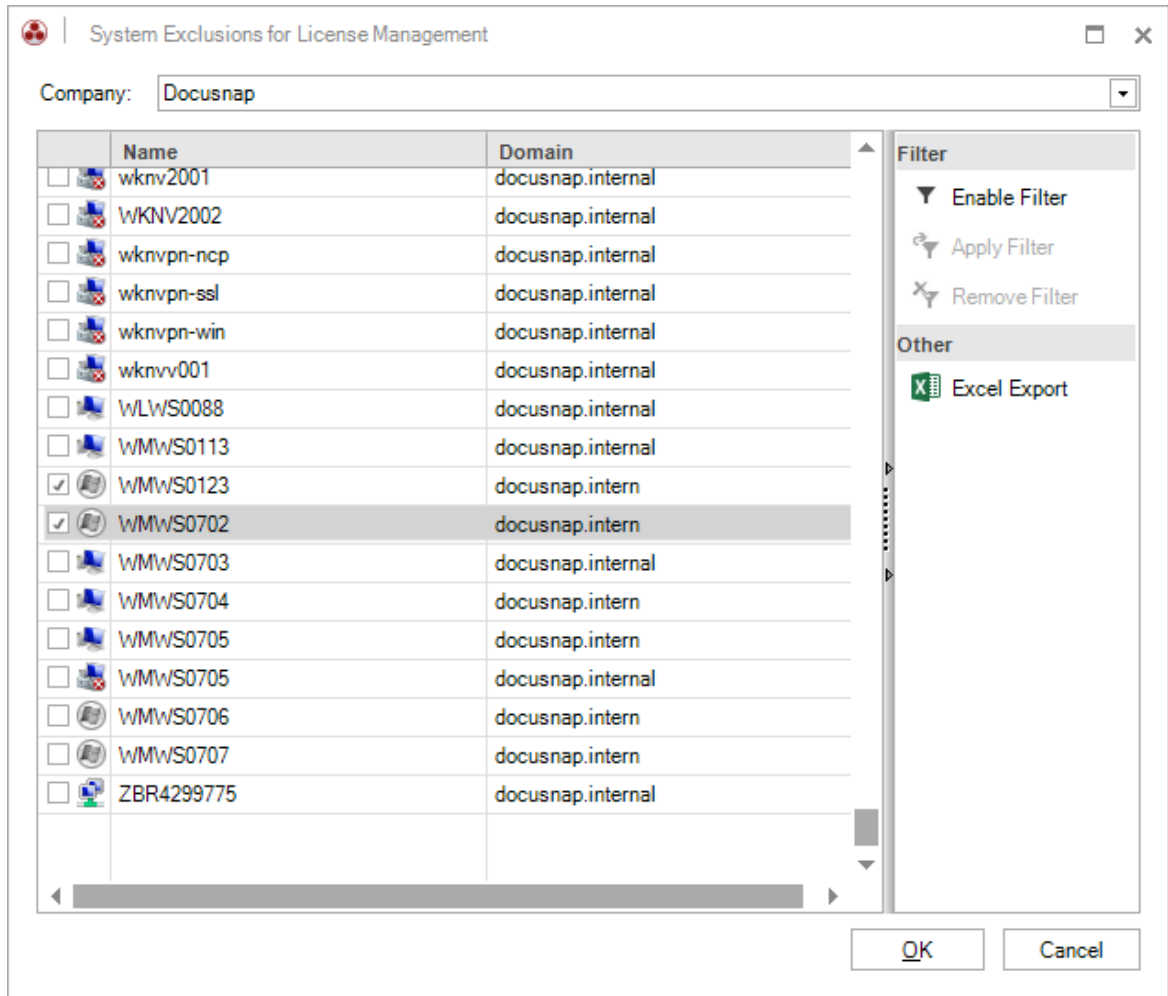 System Exclusions for License Management
Company: Docusnap
Name Domain
wknv2001 docusnap.internal
WKNV2002 docusnap.internal
wknvpn-ncp docusnap.internal
wknvpn-ssl docusnap.internal
wknvpn-win docusnap.internal
wknvv001 docusnap.internal
WLWS0088 docusnap.internal
WMWS0113 docusnap.internal
WMWS0123 docusnap.intern
WMWS0702 docusnap.intern
WMWS0703 docusnap.internal
WMWS0704 docusnap.intern
WMWS0705 docusnap.intern
WMWS0705 docusnap.internal
WMWS0706 docusnap.intern
WMWS0707 docusnap.intern
ZBR4299775 docusnap.internal
Filter
Enable Filter
Apply Filter
Remove Filter
Other
Excel Export
OK Cancel